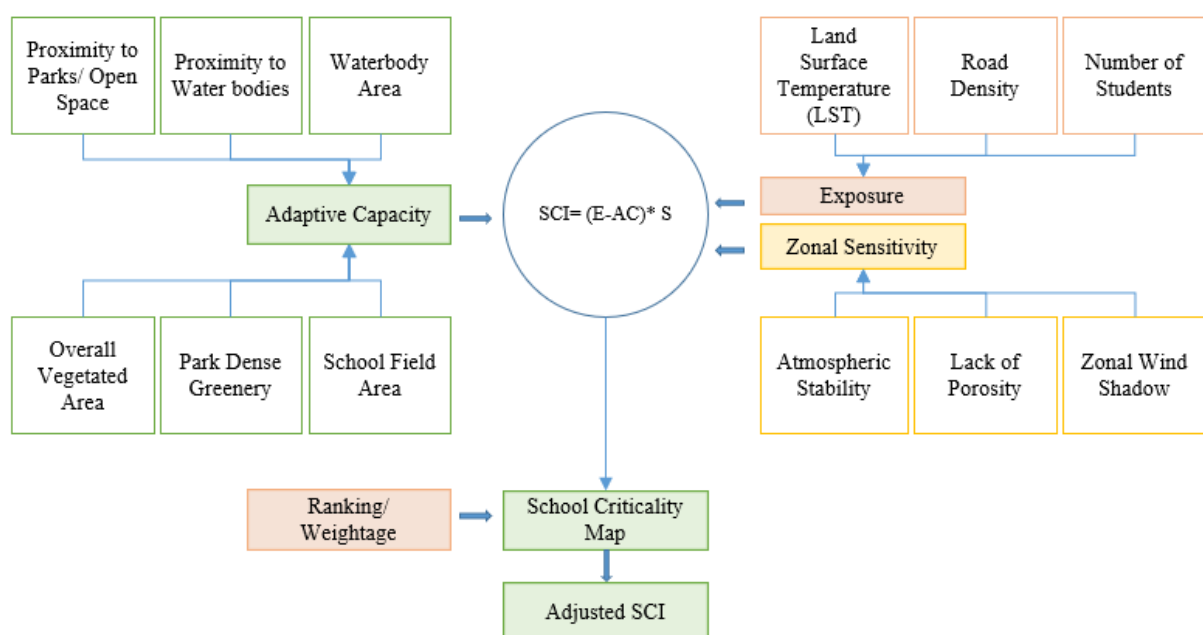 Proximity to
Parks/ Open
Space
Proximity to
Water bodies
Waterbody
Area
Land
Surface
Temperature
(LST)
Road
Density
Number of
Students
Adaptive Capacity
SCI= (E-AC)* S
Exposure
Zonal Sensitivity
Overall
Vegetated
Area
Park Dense
Greenery
School Field
Area
Atmospheric
Stability
Lack of
Porosity
Zonal Wind
Shadow
Ranking/
Weightage
School Criticality
Map
Adjusted SCI